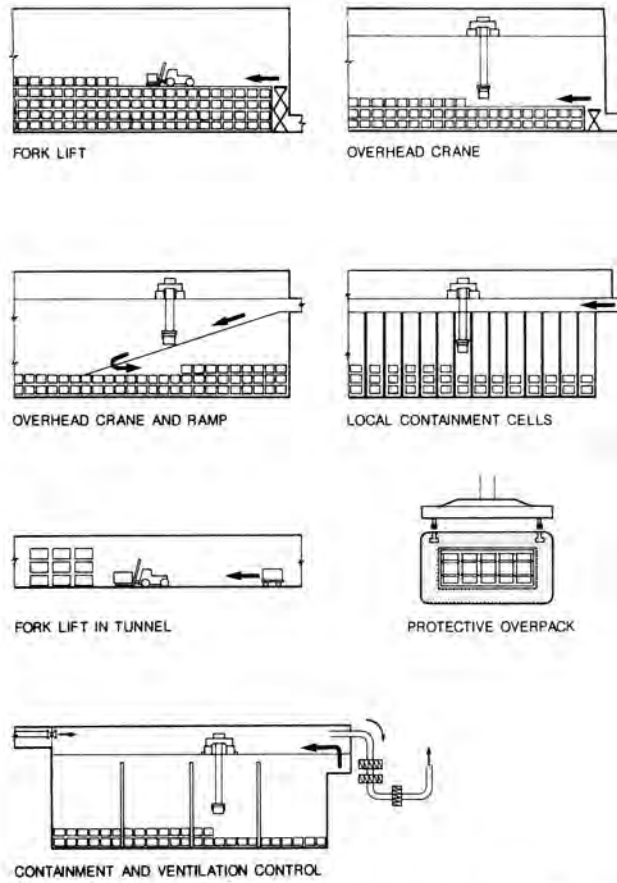 FORK LIFT
OVERHEAD CRANE
OVERHEAD CRANE AND RAMP
LOCAL CONTAINMENT CELLS
FORK LIFT IN TUNNEL
PROTECTIVE OVERPACK
CONTAINMENT AND VENTILATION CONTROL